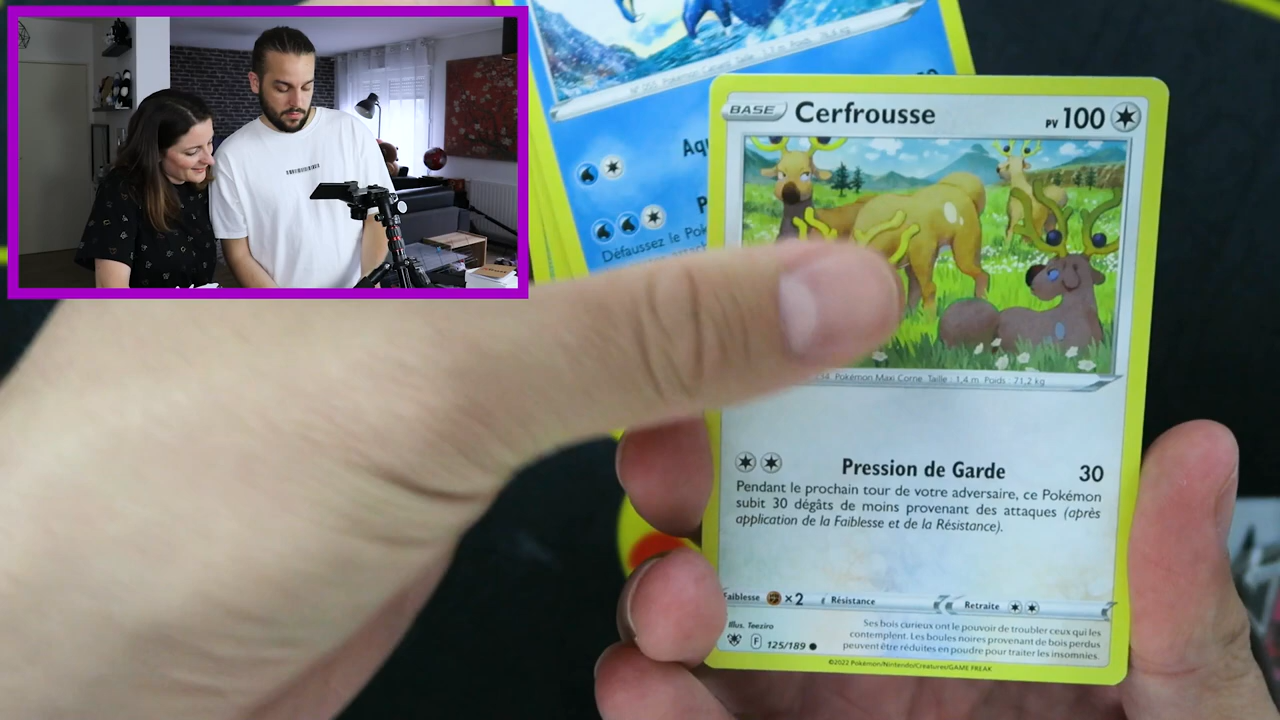 BASE Cerfrousse PV 100
Pokémon Maxi Corne Taille : 1,4 m Poids : 71,2 kg
Pression de Garde 30
Pendant le prochain tour de votre adversaire, ce Pokémon
subit 30 dégâts de moins provenant des attaques (après
application de la Faiblesse et de la Résistance).
Faiblesse ×2 Résistance Retraite
Illus. Teeziro
F 125/189
Ses bois curieux ont le pouvoir de troubler ceux qui les
contemplent. Les boules noires provenant de bois perdus
peuvent être réduites en poudre pour traiter les insomnies.
©2022 Pokémon/Nintendo/Creatures/GAME FREAK
Défaussez le